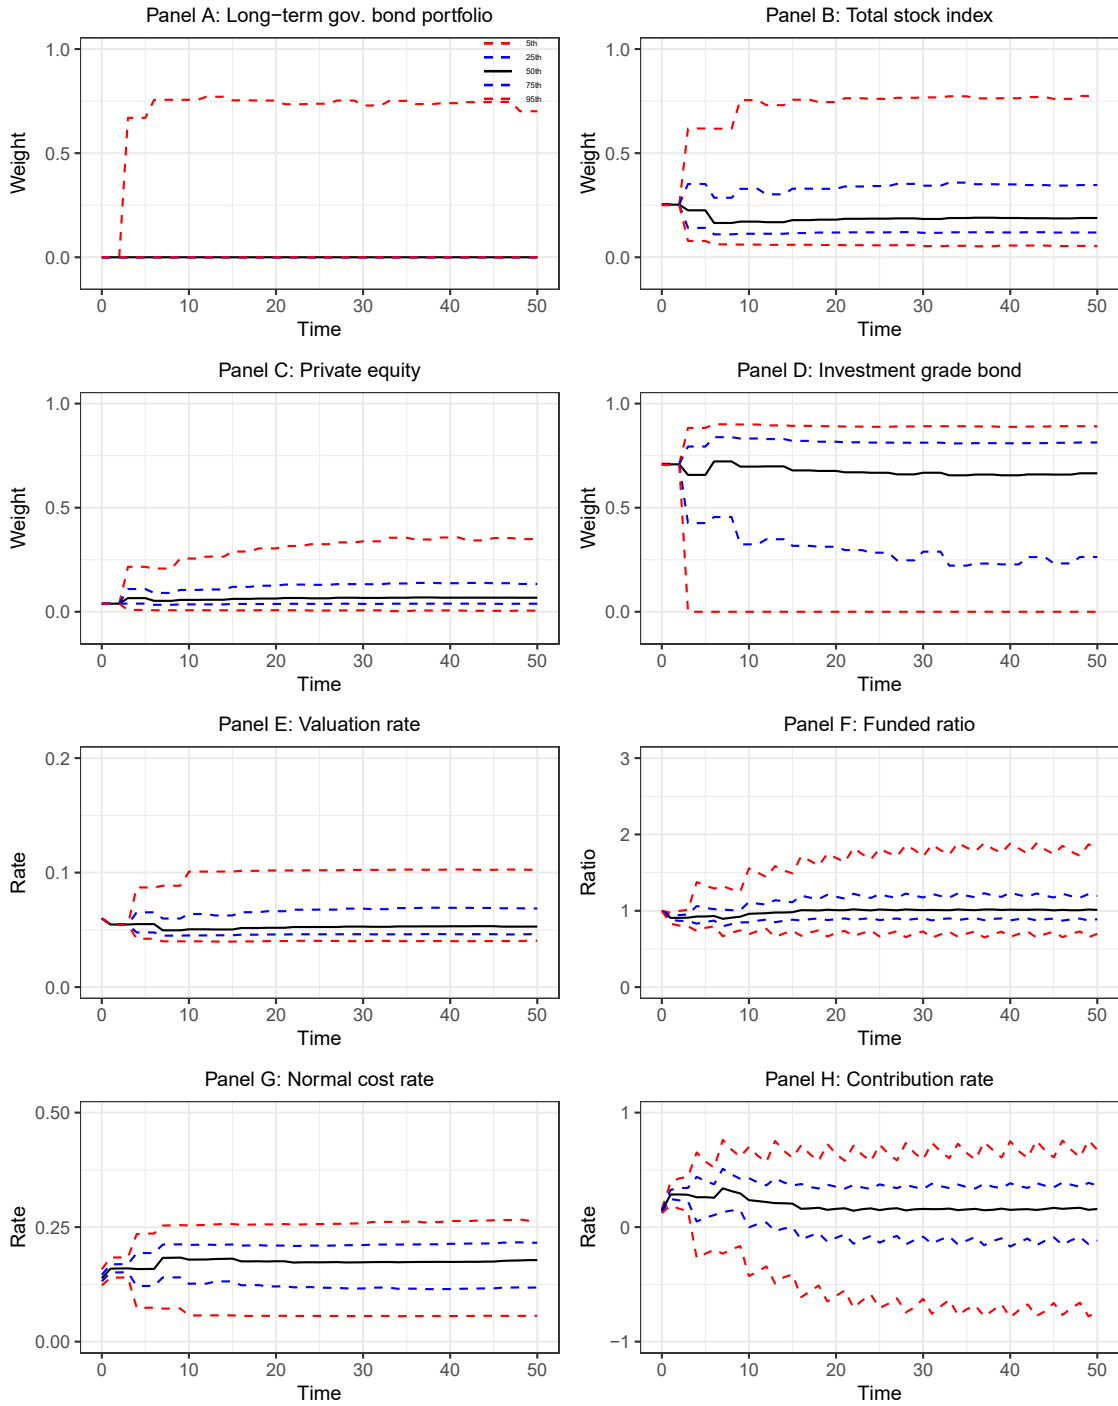 Panel A: Long−term gov. bond portfolio
1.0
0.5
0.0
Weight
5th
25th
50th
75th
95th
0 10 20 30 40 50
Time
Panel B: Total stock index
1.0
0.5
0.0
Weight
0 10 20 30 40 50
Time
Panel C: Private equity
1.0
0.5
0.0
Weight
0 10 20 30 40 50
Time
Panel D: Investment grade bond
1.0
0.5
0.0
Weight
0 10 20 30 40 50
Time
Panel E: Valuation rate
0.2
0.1
0.0
Rate
0 10 20 30 40 50
Time
Panel F: Funded ratio
3
2
1
0
Ratio
0 10 20 30 40 50
Time
Panel G: Normal cost rate
0.50
0.25
0.00
Rate
0 10 20 30 40 50
Time
Panel H: Contribution rate
1
0
−1
Rate
0 10 20 30 40 50
Time